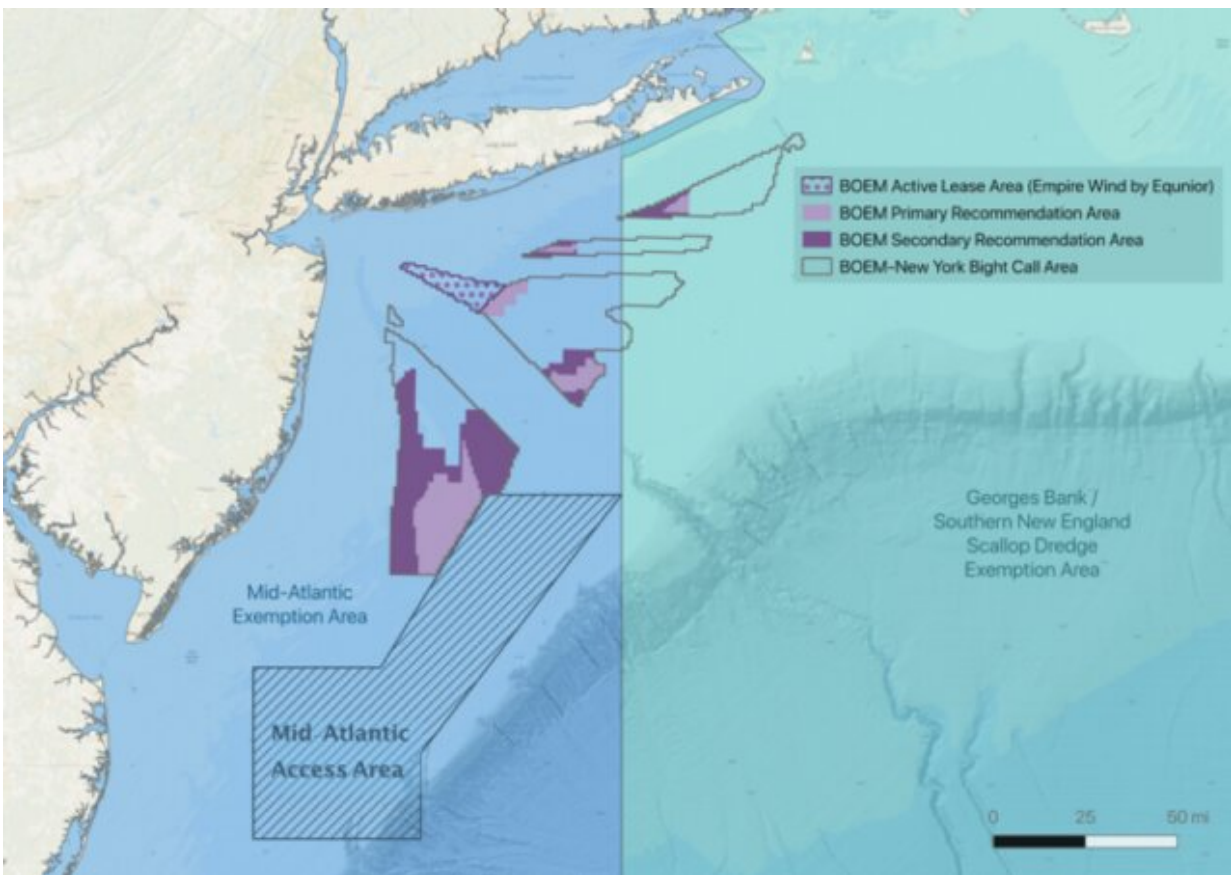 BOEM Active Lease Area (Empire Wind by Equnior)
BOEM Primary Recommendation Area
BOEM Secondary Recommendation Area
BOEM-New York Bight Call Area
Georges Bank /
Southern New England
Scallop Dredge
Exemption Area
Mid-Atlantic
Exemption Area
Mid-Atlantic
Access Area
0 25 50 mi